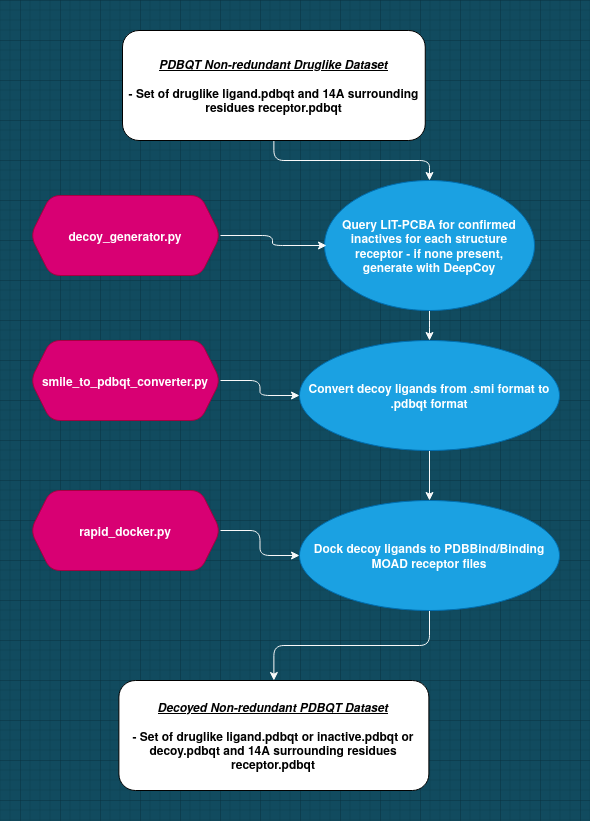 PDBQT Non-redundant Druglike Dataset
- Set of druglike ligand.pdbqt and 14A surrounding
residues receptor.pdbqt
decoy_generator.py
Query LIT-PCBA for confirmed
inactives for each structure
receptor - if none present,
generate with DeepCoy
smile_to_pdbqt_converter.py
Convert decoy ligands from .smi format to
.pdbqt format
rapid_docker.py
Dock decoy ligands to PDBBind/Binding
MOAD receptor files
Decoyed Non-redundant PDBQT Dataset
- Set of druglike ligand.pdbqt or inactive.pdbqt or
decoy.pdbqt and 14A surrounding residues
receptor.pdbqt